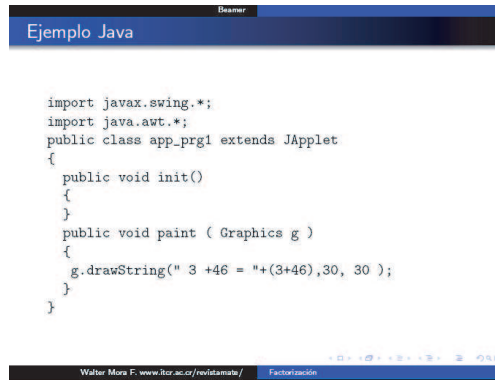 Beamer
Ejemplo Java
import javax.swing.*;
import java.awt.*;
public class app_prg1 extends JApplet
{
public void init()
{
}
public void paint ( Graphics g )
{
g.drawString(" 3 +46 = "+(3+46),30, 30 );
}
}
Walter Mora F. www.itcr.ac.cr/revistamate/ Factorización